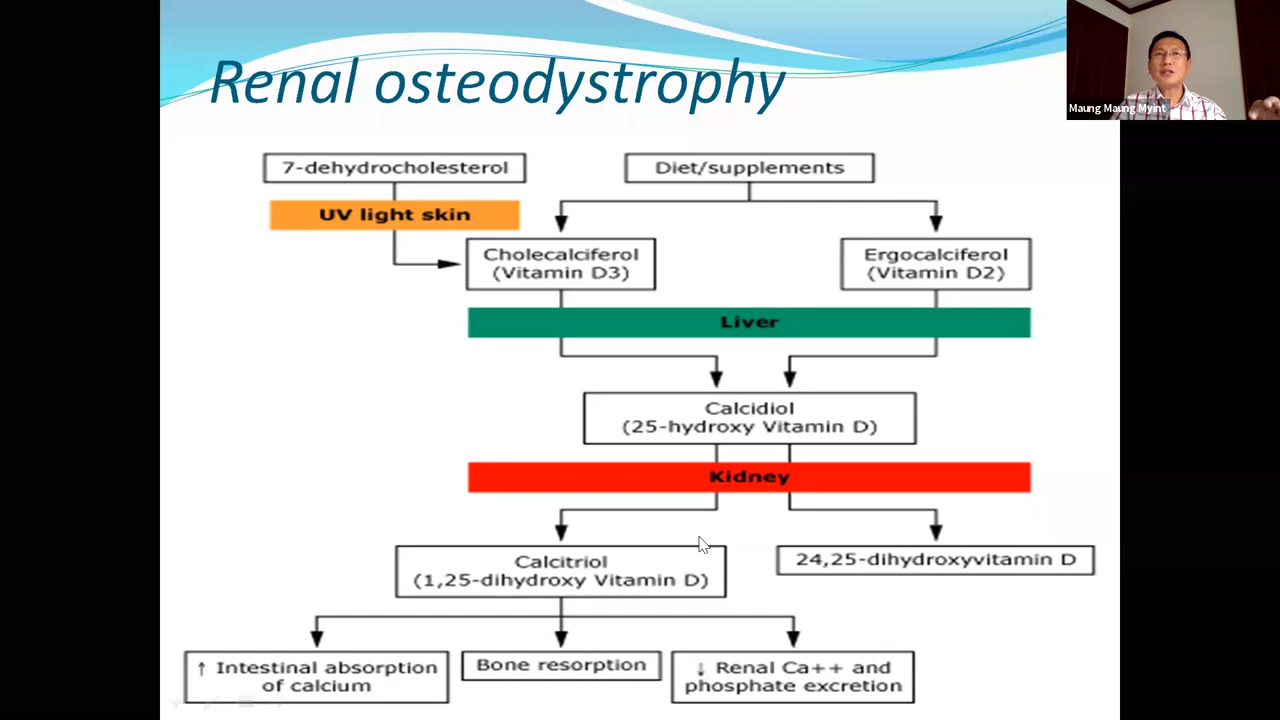 Renal osteodystrophy
Maung Maung Myint
7-dehydrocholesterol
Diet/supplements
UV light skin
Cholecalciferol
(Vitamin D3)
Ergocalciferol
(Vitamin D2)
Liver
Calcidiol
(25-hydroxy Vitamin D)
Kidney
Calcitriol
(1,25-dihydroxy Vitamin D)
24,25-dihydroxyvitamin D
↑ Intestinal absorption
of calcium
Bone resorption
↓ Renal Ca++ and
phosphate excretion